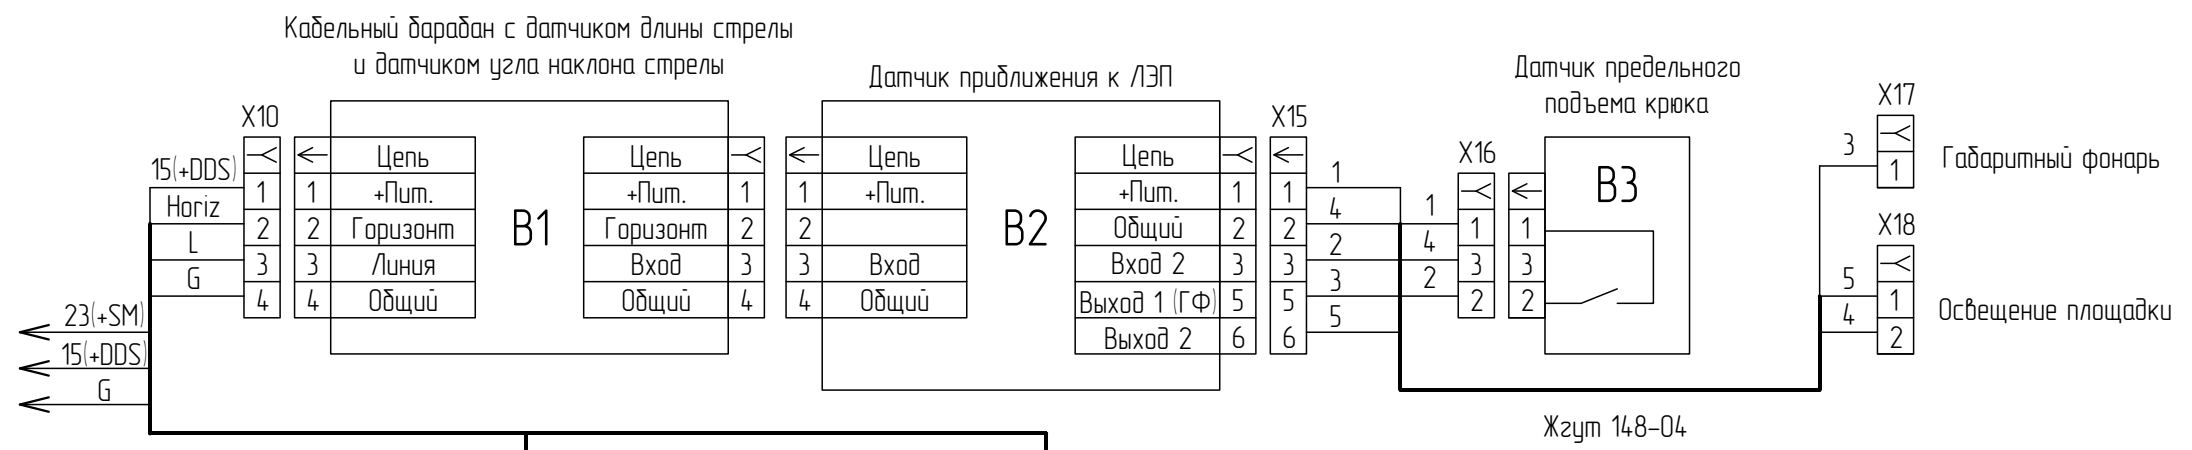 Кабельный барабан с датчиком длины стрелы
и датчиком угла наклона стрелы
Датчик приближения к ЛЭП
Датчик предельного
подъема крюка
X10
X15
X16
X17
X18
15(+DDS)
Horiz
L
G
23(+SM)
15(+DDS)
G
1
2
3
4
Цепь
1 +Пит.
2 Горизонт
3 Линия
4 Общий
B1
Цепь
+Пит. 1
Горизонт 2
Вход 3
Общий 4
Цепь
1 +Пит.
2
3 Вход
4 Общий
B2
Цепь
+Пит. 1
Общий 2
Вход 2 3
Выход 1 (ГФ) 5
Выход 2 6
1
2
3
5
6
1
4
2
3
5
1
4
2
1
3
2
1
3
2
B3
3
1
Габаритный фонарь
5
4
1
2
Освещение площадки
Жгут 148-04